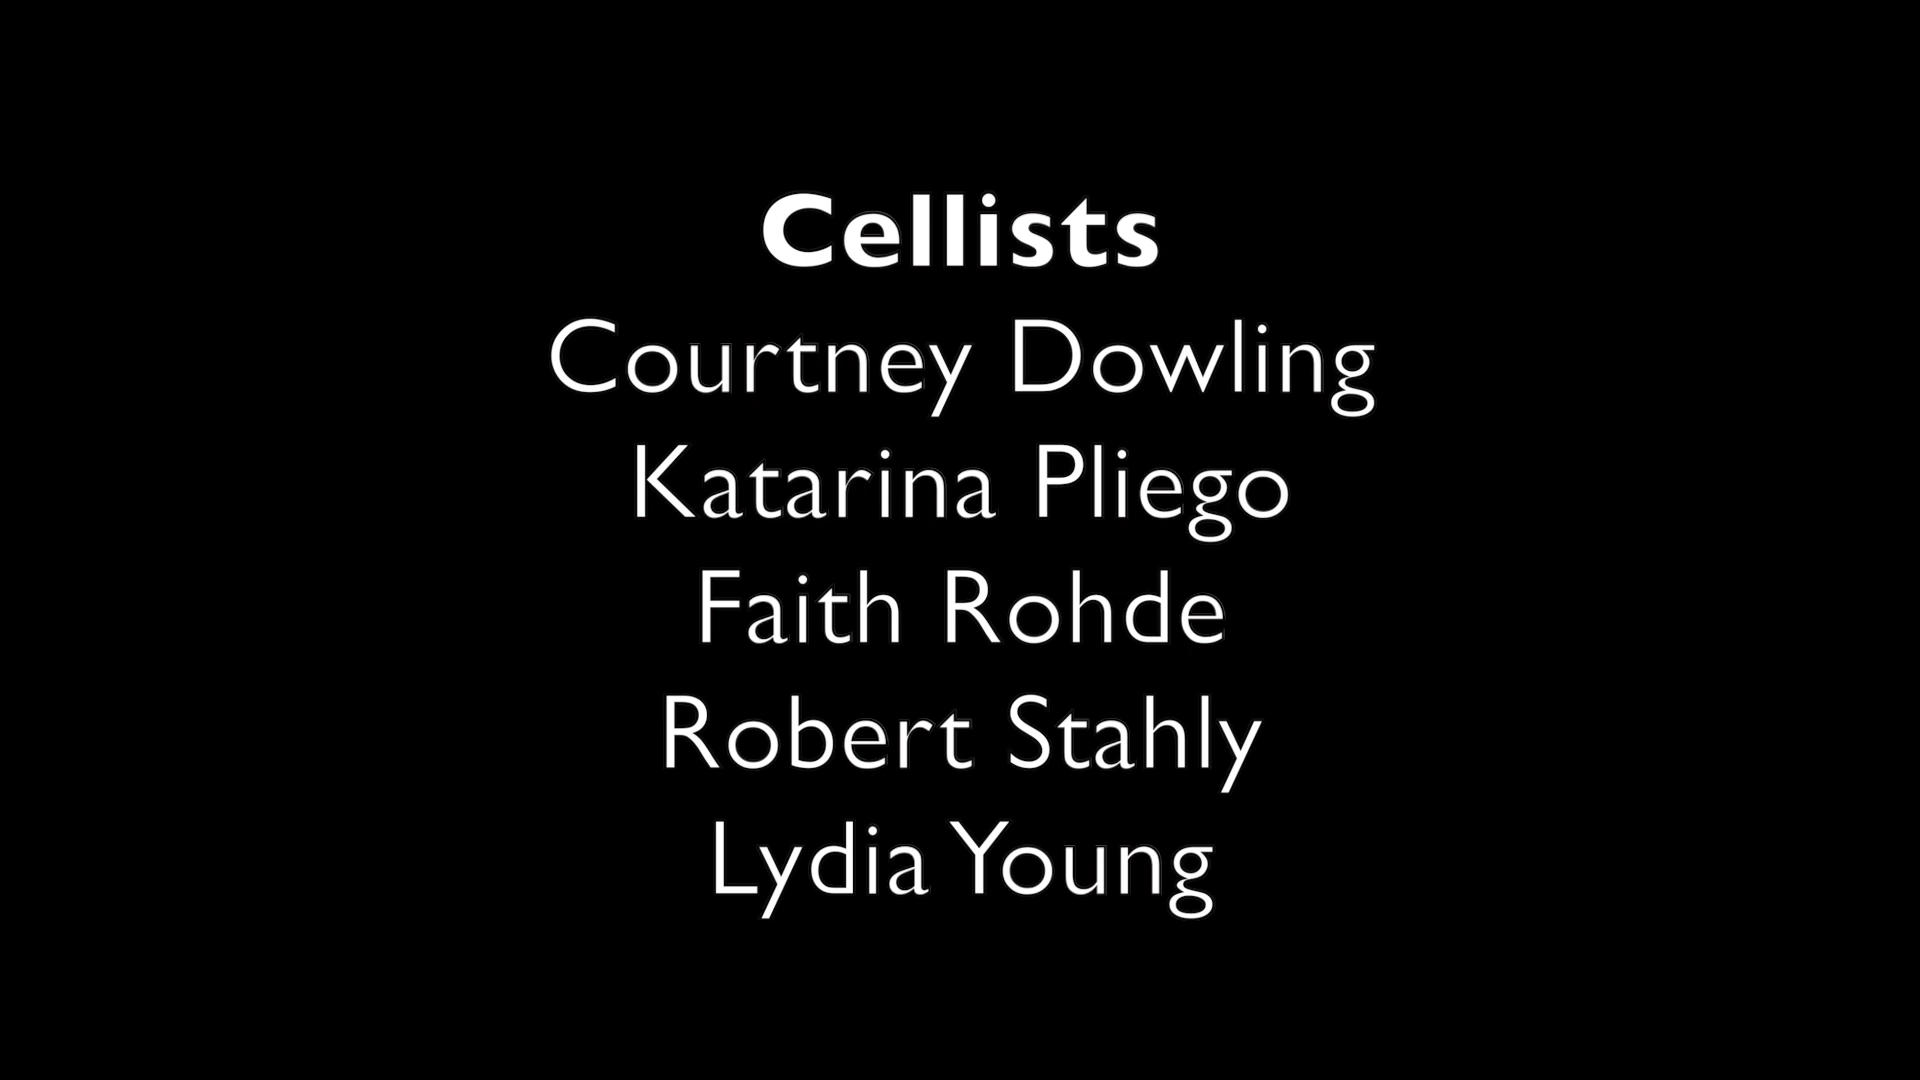 Cellists
Courtney Dowling
Katarina Pliego
Faith Rohde
Robert Stahly
Lydia Young